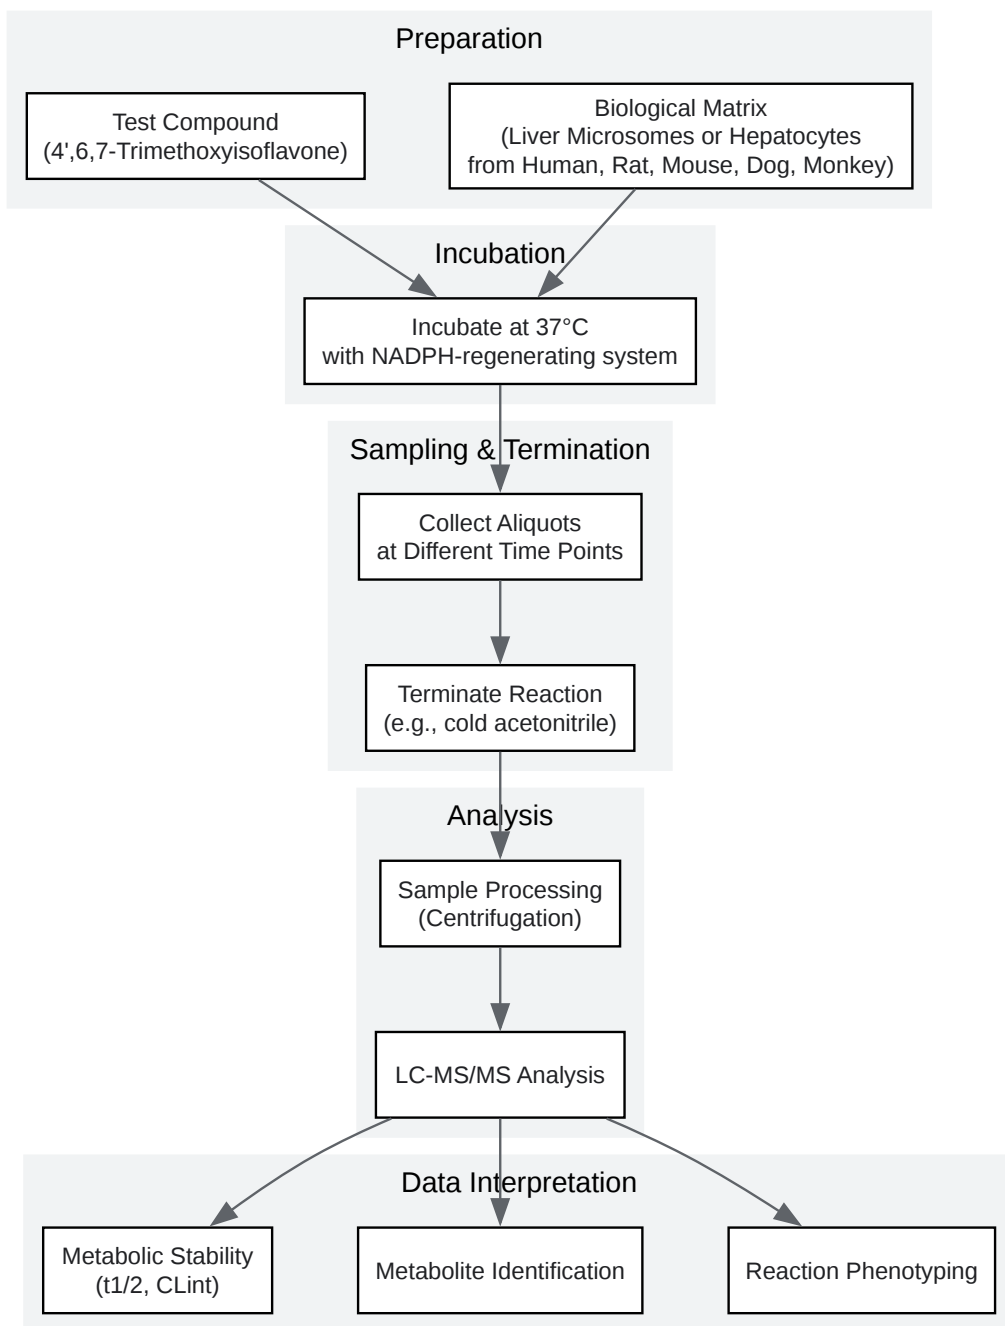 Preparation
Test Compound
(4',6,7-Trimethoxyisoflavone)
Biological Matrix
(Liver Microsomes or Hepatocytes
from Human, Rat, Mouse, Dog, Monkey)
Incubation
Incubate at 37°C
with NADPH-regenerating system
Sampling & Termination
Collect Aliquots
at Different Time Points
Terminate Reaction
(e.g., cold acetonitrile)
Analysis
Sample Processing
(Centrifugation)
LC-MS/MS Analysis
Data Interpretation
Metabolic Stability
(t1/2, CLint)
Metabolite Identification
Reaction Phenotyping